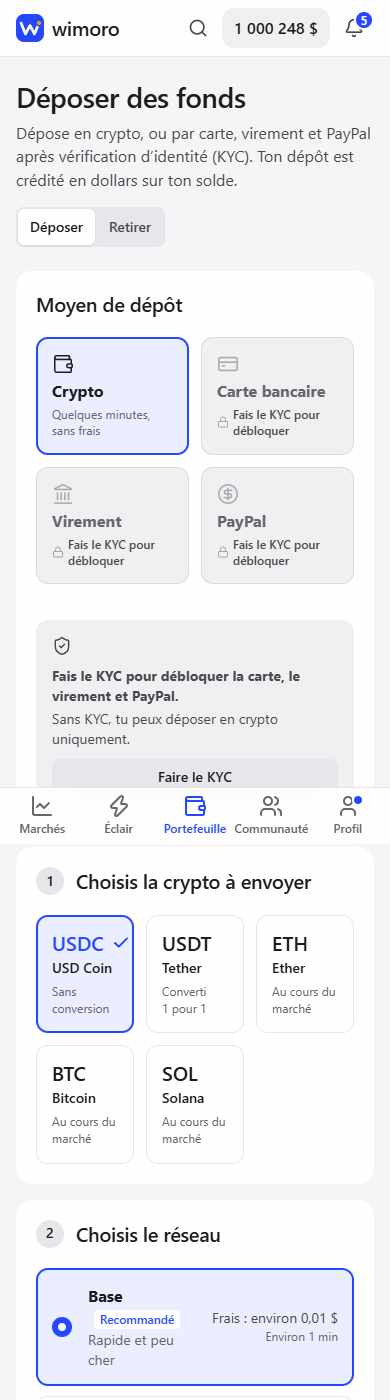 wimoro
1 000 248 $
5
Déposer des fonds
Dépose en crypto, ou par carte, virement et PayPal
après vérification d'identité (KYC). Ton dépôt est
crédité en dollars sur ton solde.
Déposer
Retirer
Moyen de dépôt
Crypto
Quelques minutes,
sans frais
Carte bancaire
Fais le KYC pour
débloquer
Virement
Fais le KYC pour
débloquer
PayPal
Fais le KYC pour
débloquer
Fais le KYC pour débloquer la carte, le
virement et PayPal.
Sans KYC, tu peux déposer en crypto
uniquement.
Faire le KYC
Marchés
Éclair
Portefeuille
Communauté
Profil
1
Choisis la crypto à envoyer
USDC
USD Coin
Sans
conversion
USDT
Tether
Converti
1 pour 1
ETH
Ether
Au cours du
marché
BTC
Bitcoin
Au cours du
marché
SOL
Solana
Au cours du
marché
2
Choisis le réseau
Base
Recommandé
Rapide et peu
cher
Frais : environ 0,01 $
Environ 1 min